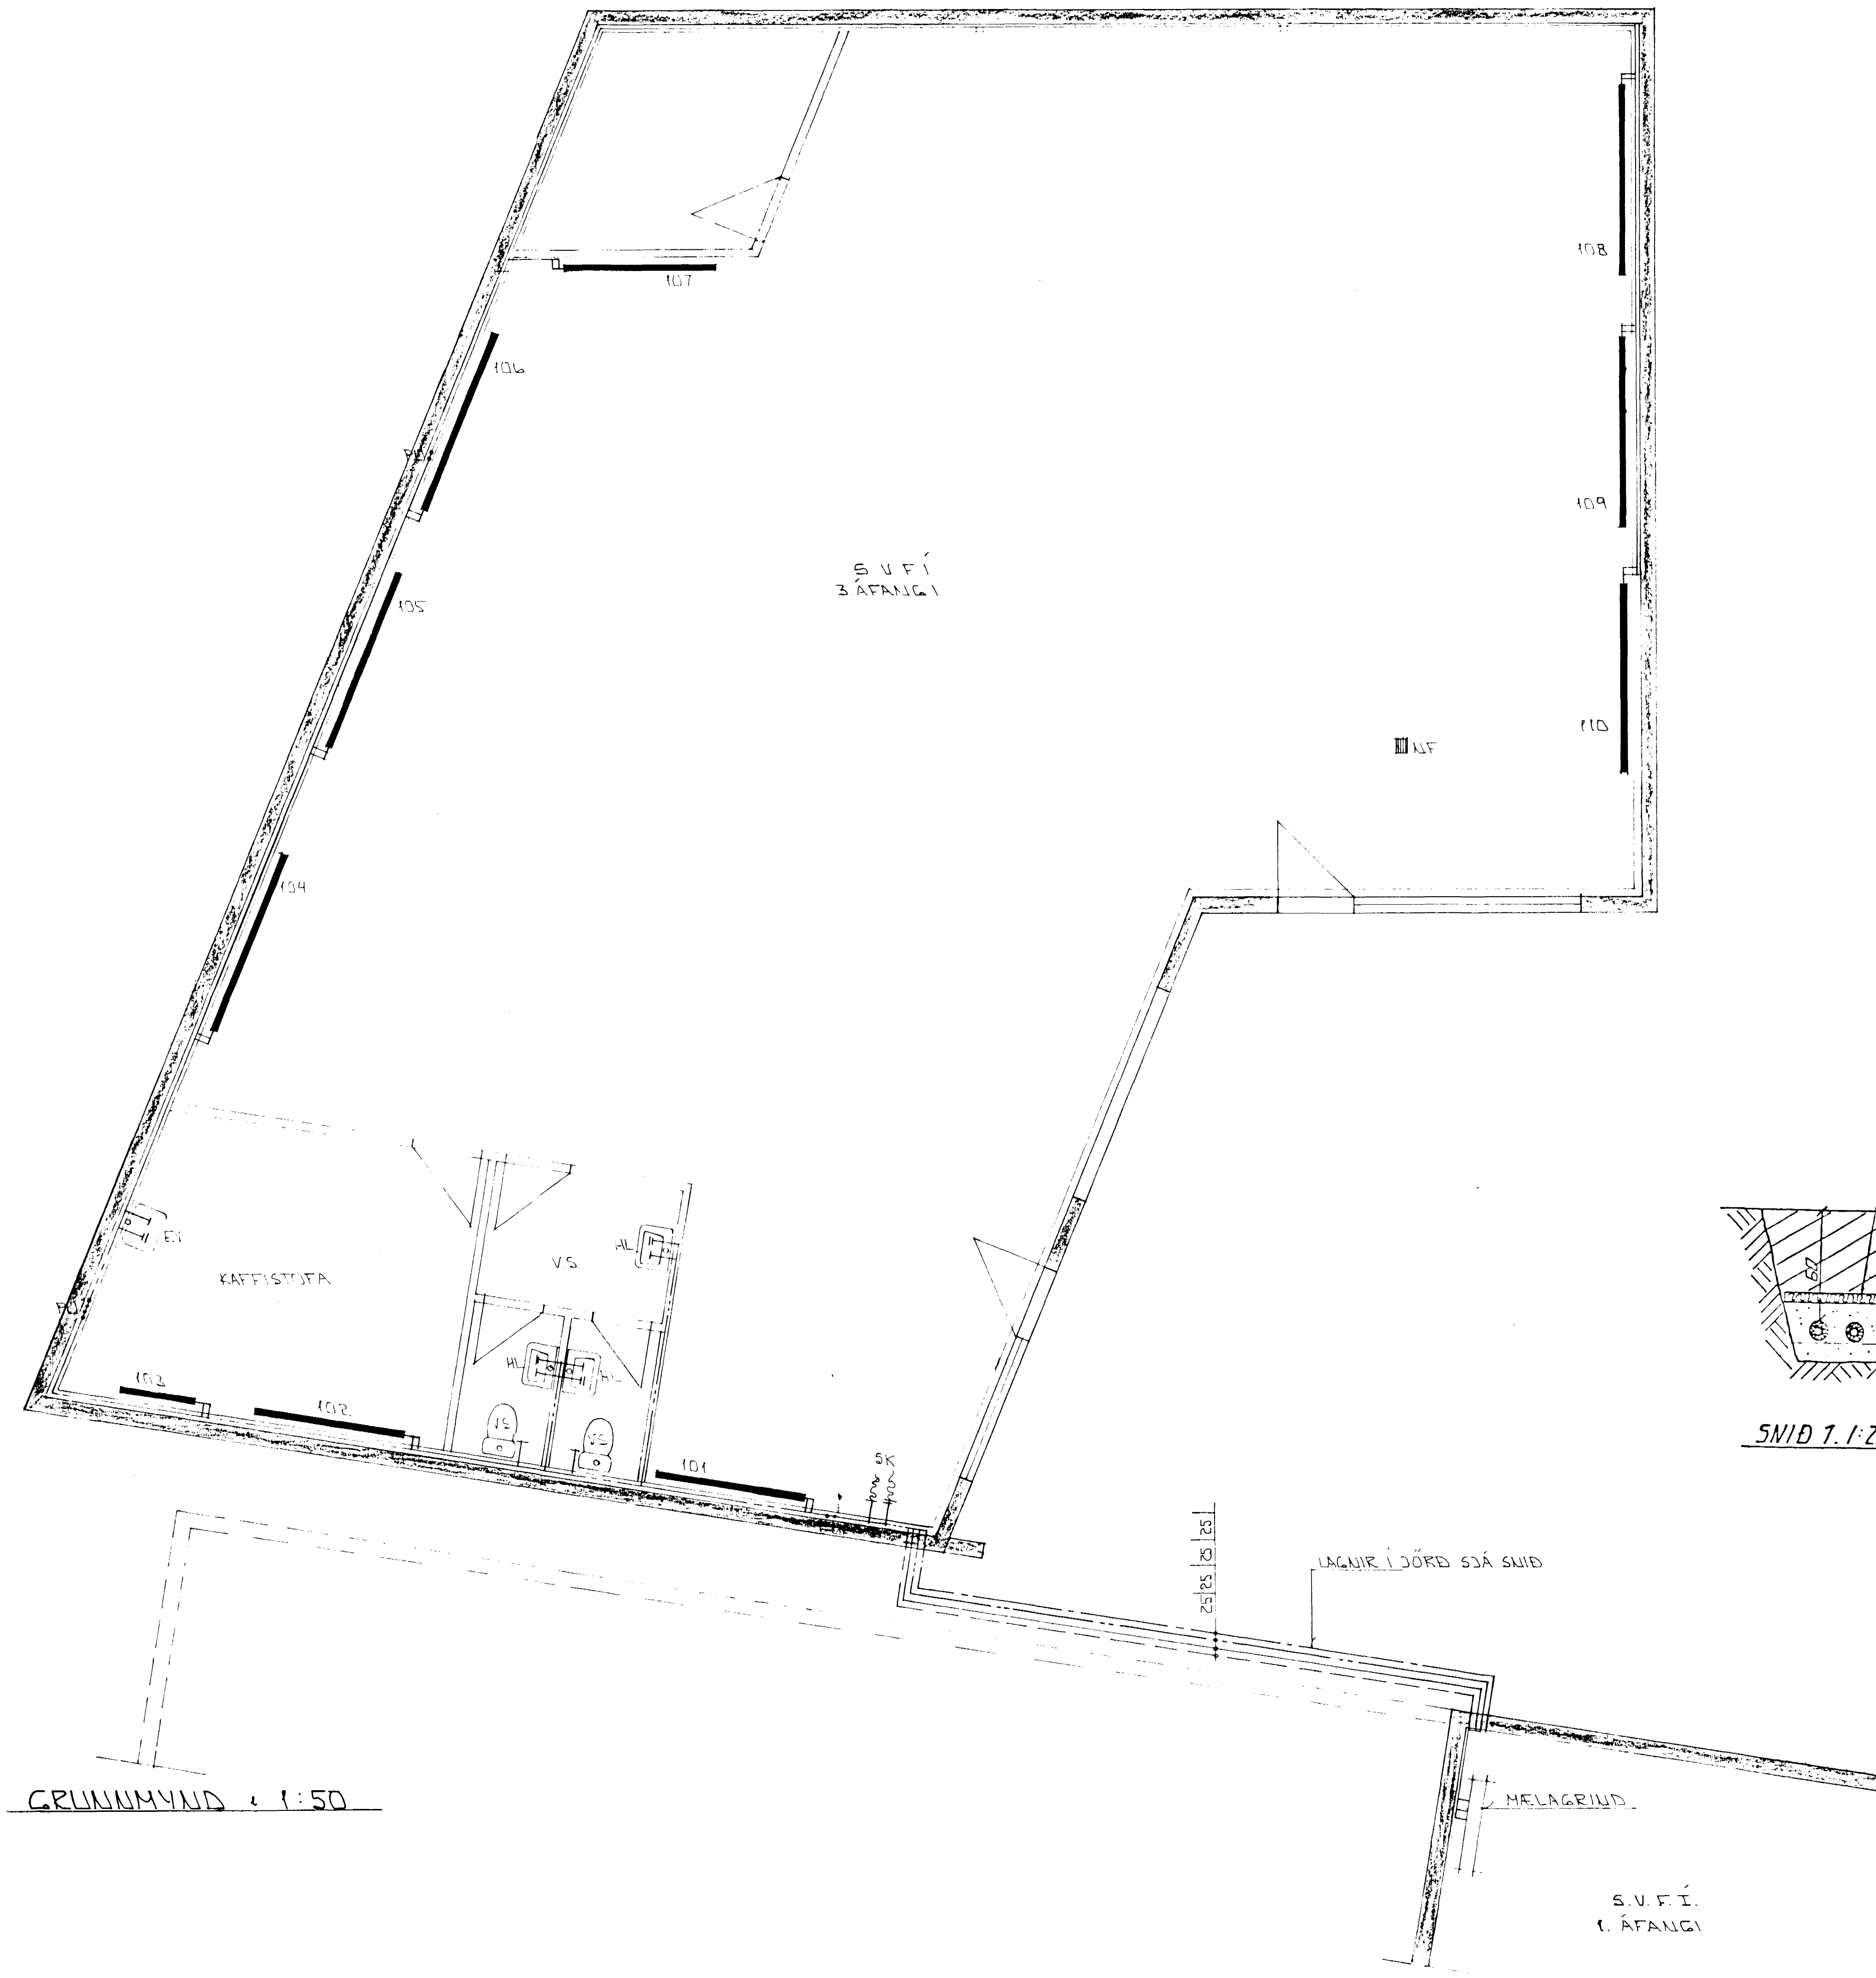 107
108
106
109
S V F Í
3 ÁFANGI
105
110
NF
104
KAFFISTOFA
VS
HL
HL
HL
VS
VS
103
102
101
SK
52
SNIÐ 1. 1:2
25 25 25 25
LAGNIR Í JÖRÐ SJÁ SNIÐ
GRUNNMYND 1:50
MÆLAGRIND
S.V.F.Í.
1. ÁFANGI